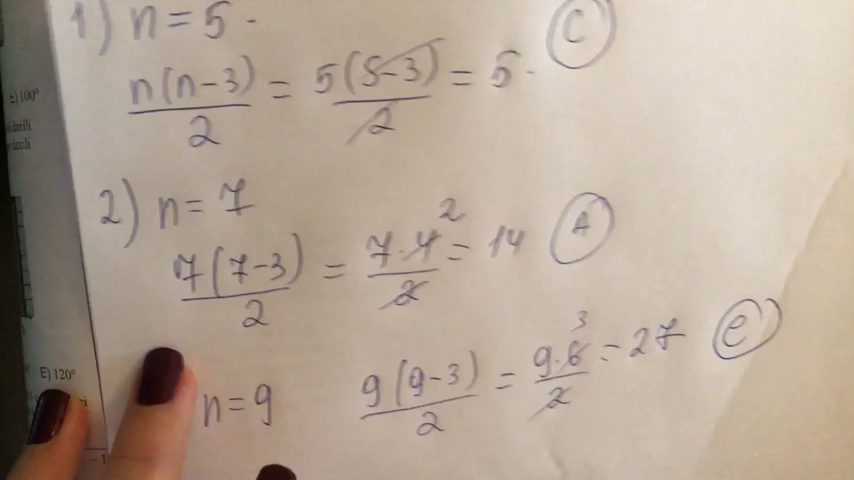 1) n = 5.
n(n-3)/2 = 5(5-3)/2 = 5. C
2) n = 7
7(7-3)/2 = 7·4/2 2 = 14 A
n = 9 9(9-3)/2 = 9·6/2 3 = 27 e
E) 100°
E) 120°